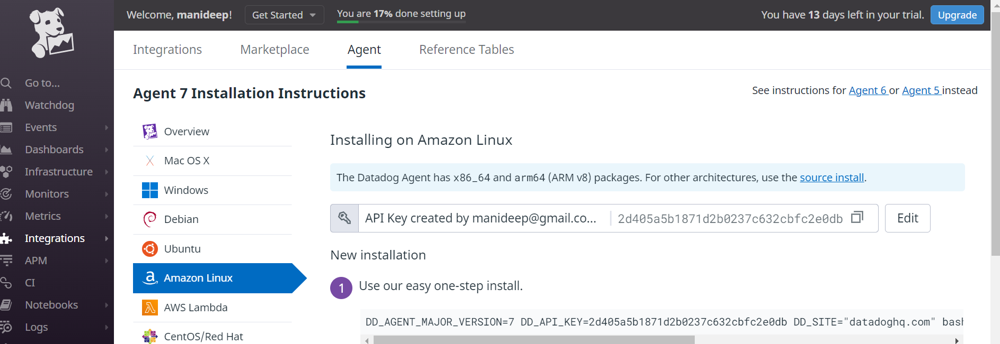 Welcome, manideep!
Get Started
You are 17% done setting up
You have 13 days left in your trial.
Upgrade
Go to...
Watchdog
Events
Dashboards
Infrastructure
Monitors
Metrics
Integrations
APM
CI
Notebooks
Logs
Integrations
Marketplace
Agent
Reference Tables
Agent 7 Installation Instructions
See instructions for Agent 6 or Agent 5 instead
Overview
Mac OS X
Windows
Debian
Ubuntu
Amazon Linux
AWS Lambda
CentOS/Red Hat
Installing on Amazon Linux
The Datadog Agent has x86_64 and arm64 (ARM v8) packages. For other architectures, use the source install.
API Key created by manideep@gmail.co...
2d405a5b1871d2b0237c632cbfc2e0db
Edit
New installation
1 Use our easy one-step install.
DD_AGENT_MAJOR_VERSION=7 DD_API_KEY=2d405a5b1871d2b0237c632cbfc2e0db DD_SITE="datadoghq.com" bash